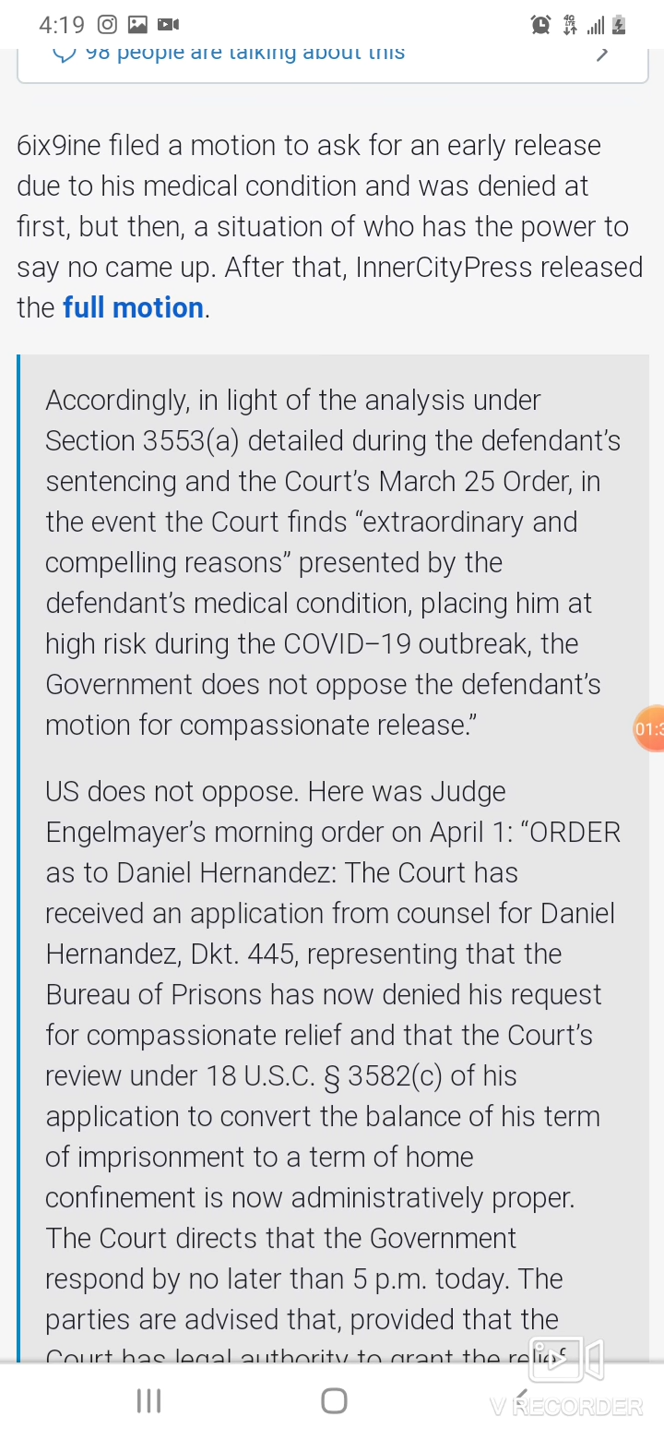 4:19
98 people are talking about this
6ix9ine filed a motion to ask for an early release
due to his medical condition and was denied at
first, but then, a situation of who has the power to
say no came up. After that, InnerCityPress released
the full motion.
Accordingly, in light of the analysis under
Section 3553(a) detailed during the defendant’s
sentencing and the Court’s March 25 Order, in
the event the Court finds “extraordinary and
compelling reasons” presented by the
defendant’s medical condition, placing him at
high risk during the COVID–19 outbreak, the
Government does not oppose the defendant’s
motion for compassionate release.”
US does not oppose. Here was Judge
Engelmayer’s morning order on April 1: “ORDER
as to Daniel Hernandez: The Court has
received an application from counsel for Daniel
Hernandez, Dkt. 445, representing that the
Bureau of Prisons has now denied his request
for compassionate relief and that the Court’s
review under 18 U.S.C. § 3582(c) of his
application to convert the balance of his term
of imprisonment to a term of home
confinement is now administratively proper.
The Court directs that the Government
respond by no later than 5 p.m. today. The
parties are advised that, provided that the
Court has legal authority to grant the relief
V RECORDER